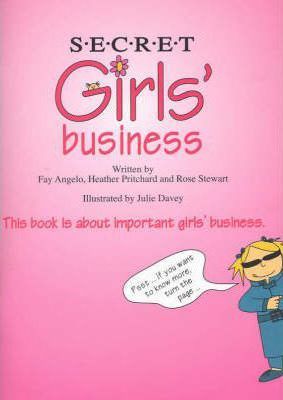 S·E·C·R·E·T
Girls'
business
Written by
Fay Angelo, Heather Pritchard and Rose Stewart
Illustrated by Julie Davey
This book is about important girls' business.
Psst ... if you want
to know more,
turn the
page ...